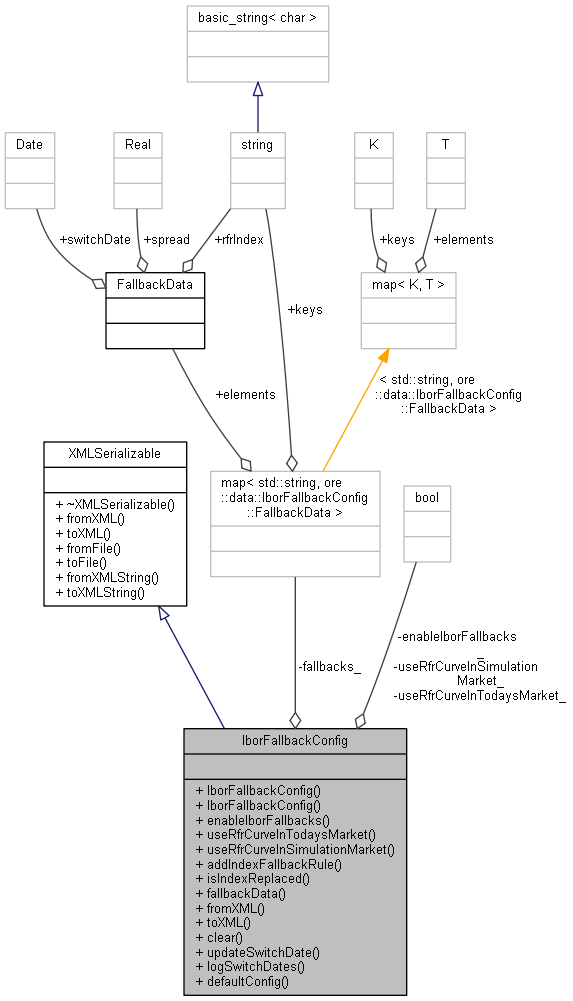 basic_string< char >
Date
Real
string
K
T
+switchDate
+spread
+rfrIndex
+keys
+elements
FallbackData
map< K, T >
+keys
+elements
< std::string, ore
::data::IborFallbackConfig
::FallbackData >
XMLSerializable
+ ~XMLSerializable()
+ fromXML()
+ toXML()
+ fromFile()
+ toFile()
+ fromXMLString()
+ toXMLString()
map< std::string, ore
::data::IborFallbackConfig
::FallbackData >
bool
-fallbacks_
-enableIborFallbacks
_
-useRfrCurveInSimulation
Market_
-useRfrCurveInTodaysMarket_
IborFallbackConfig
+ IborFallbackConfig()
+ IborFallbackConfig()
+ enableIborFallbacks()
+ useRfrCurveInTodaysMarket()
+ useRfrCurveInSimulationMarket()
+ addIndexFallbackRule()
+ isIndexReplaced()
+ fallbackData()
+ fromXML()
+ toXML()
+ clear()
+ updateSwitchDate()
+ logSwitchDates()
+ defaultConfig()